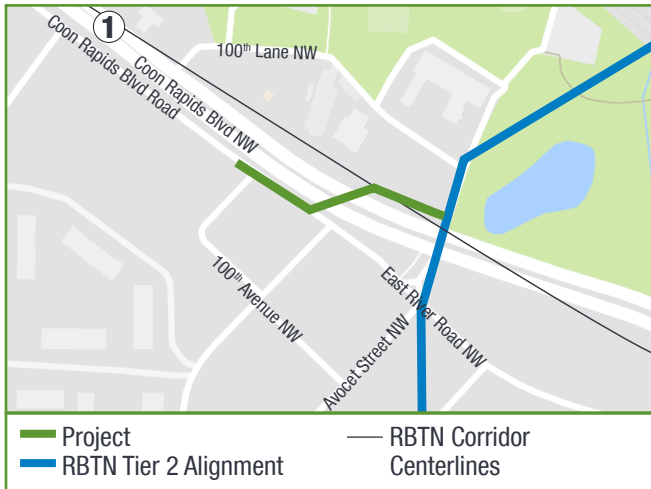 1
100th Lane NW
Coon Rapids Blvd NW
Coon Rapids Blvd Road
100th Avenue NW
East River Road NW
Avocet Street NW
Project
RBTN Tier 2 Alignment
RBTN Corridor
Centerlines